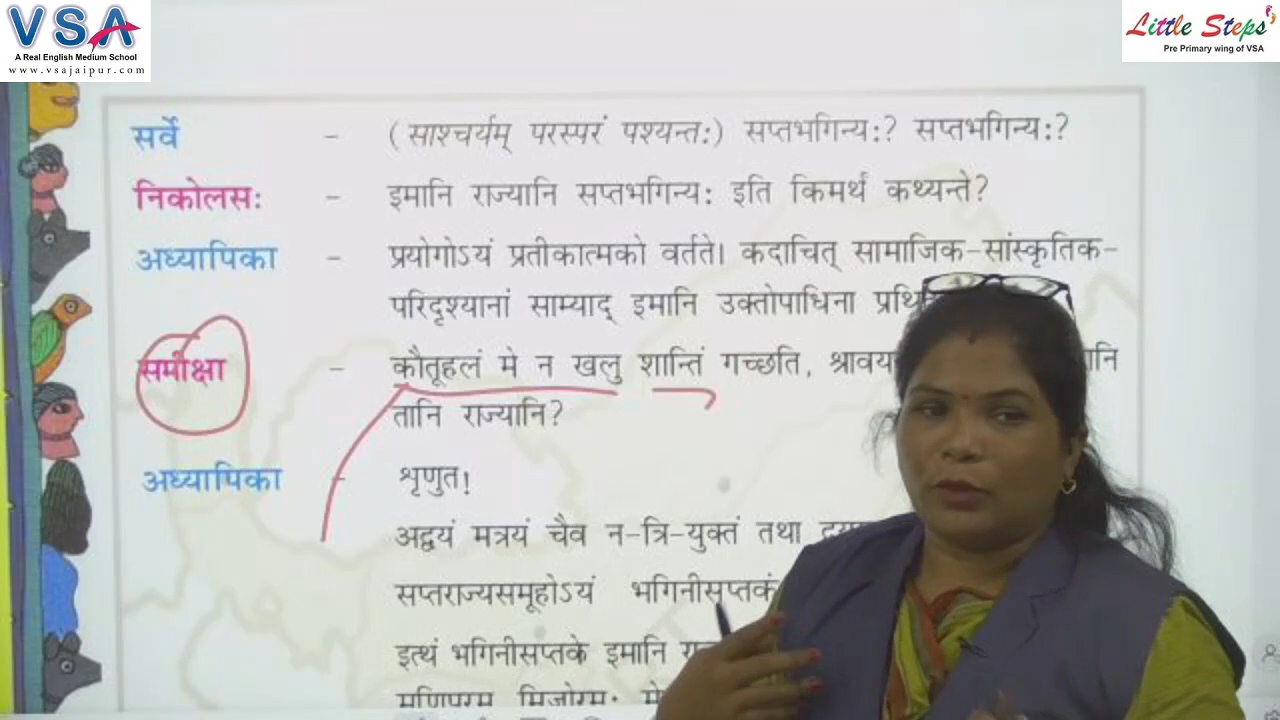 VSA
A Real English Medium School
www.vsajaipur.com
Little Steps
Pre Primary wing of VSA
सर्वे – (साश्चर्यम् परस्परं पश्यन्तः) सप्तभगिन्यः? सप्तभगिन्यः?
निकोलसः – इमानि राज्यानि सप्तभगिन्यः इति किमर्थं कथ्यन्ते?
अध्यापिका – प्रयोगोऽयं प्रतीकात्मको वर्तते। कदाचित् सामाजिक-सांस्कृतिक-
परिदृश्यानां साम्याद् इमानि उक्तोपाधिना
समीक्षा – कौतूहलं मे न खलु शान्तिं गच्छति,
तानि राज्यानि?
अध्यापिका – शृणुत!
अद्वयं मत्रयं चैव न-त्रि-युक्तं तथा
सप्तराज्यसमूहोऽयं भगिनीसप्तकं
इत्थं भगिनीसप्तके इमानि
मणिपुरम् मिजोरमः